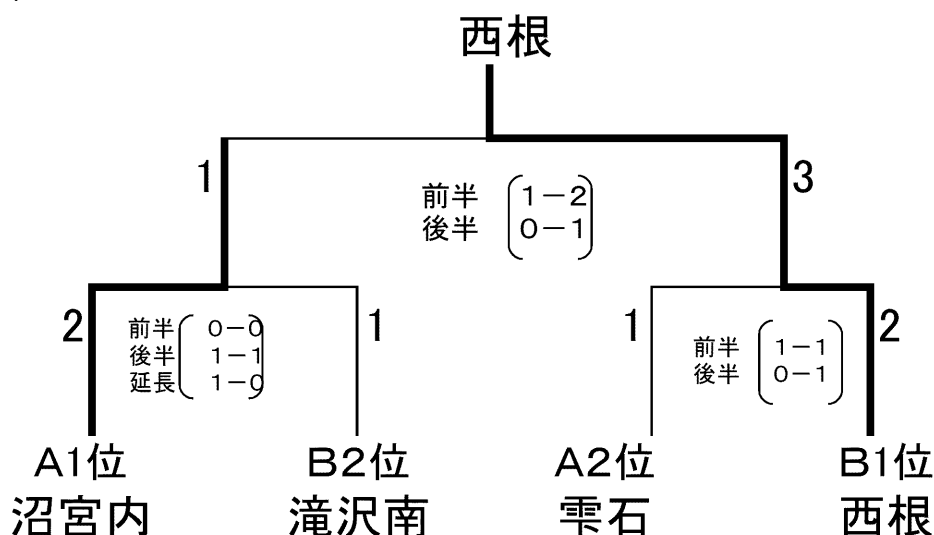 西根
1
3
前半 (1-2)
後半 (0-1)
2
前半 (0-0)
後半 (1-1)
延長 (1-0)
1
1
前半 (1-1)
後半 (0-1)
2
A1位
B2位
A2位
B1位
沼宮内
滝沢南
雫石
西根